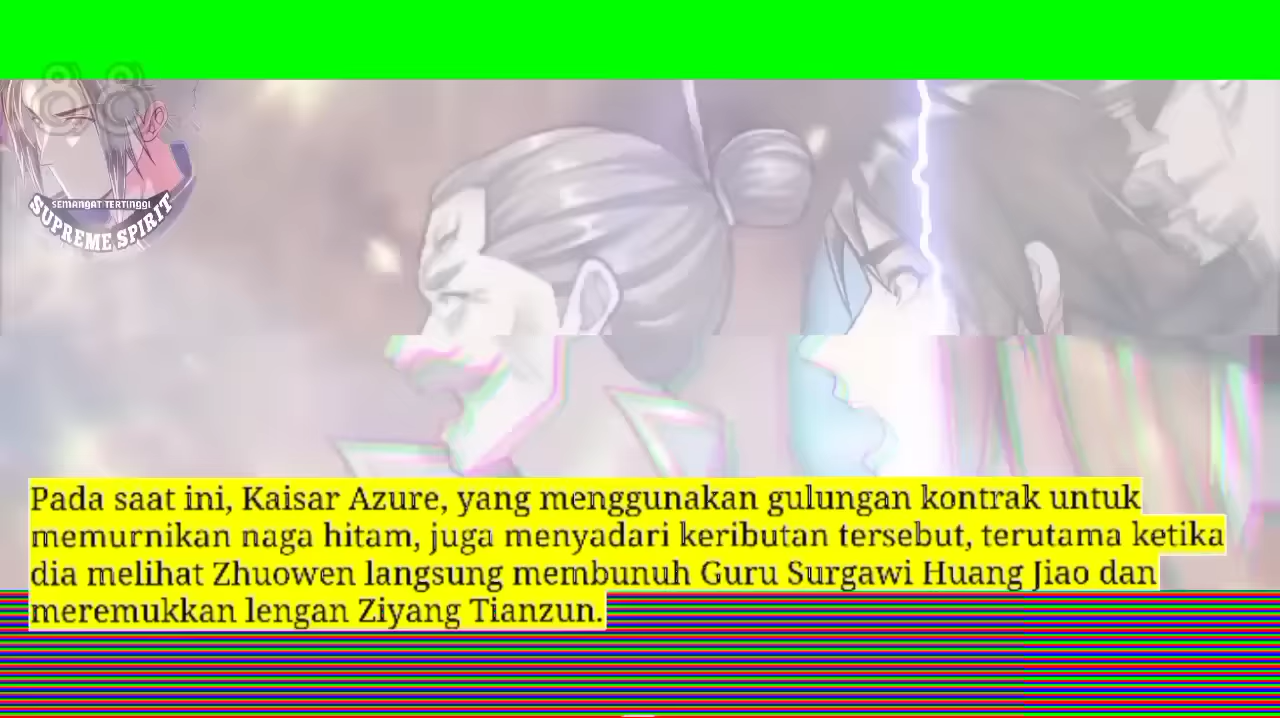 SEMANGAT TERTINGGI
SUPREME SPIRIT
Pada saat ini, Kaisar Azure, yang menggunakan gulungan kontrak untuk
memurnikan naga hitam, juga menyadari keributan tersebut, terutama ketika
dia melihat Zhuowen langsung membunuh Guru Surgawi Huang Jiao dan
meremukkan lengan Ziyang Tianzun.